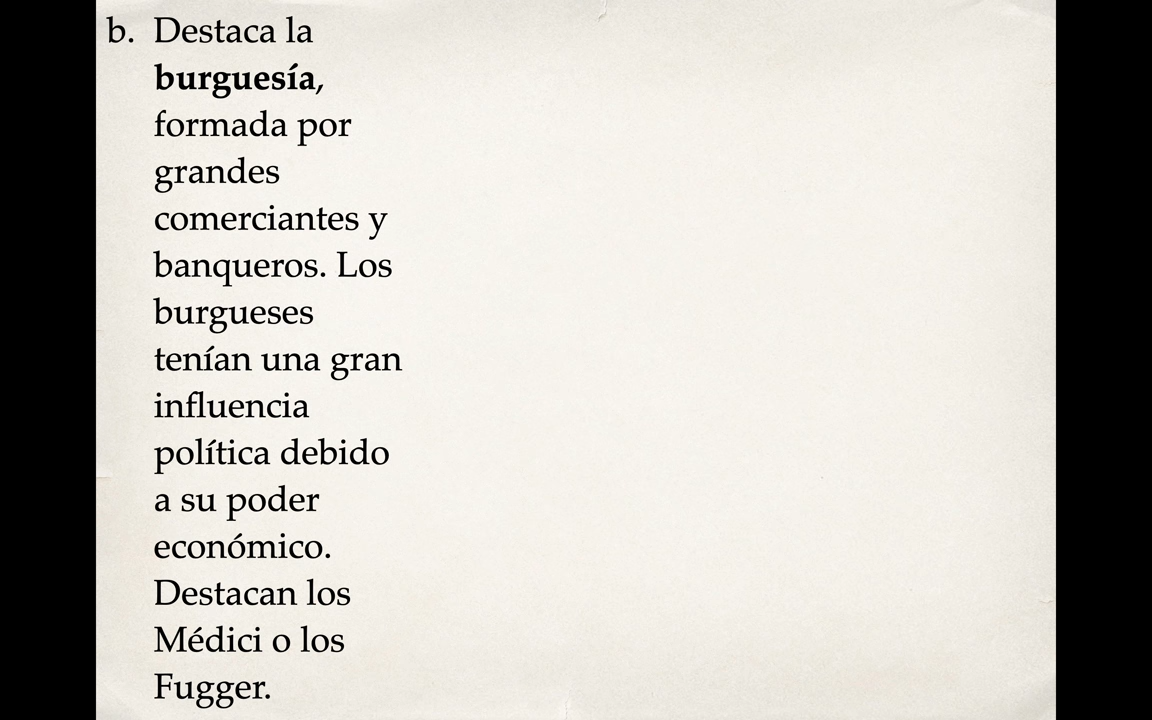 b. Destaca la
burguesía,
formada por
grandes
comerciantes y
banqueros. Los
burgueses
tenían una gran
influencia
política debido
a su poder
económico.
Destacan los
Médici o los
Fugger.